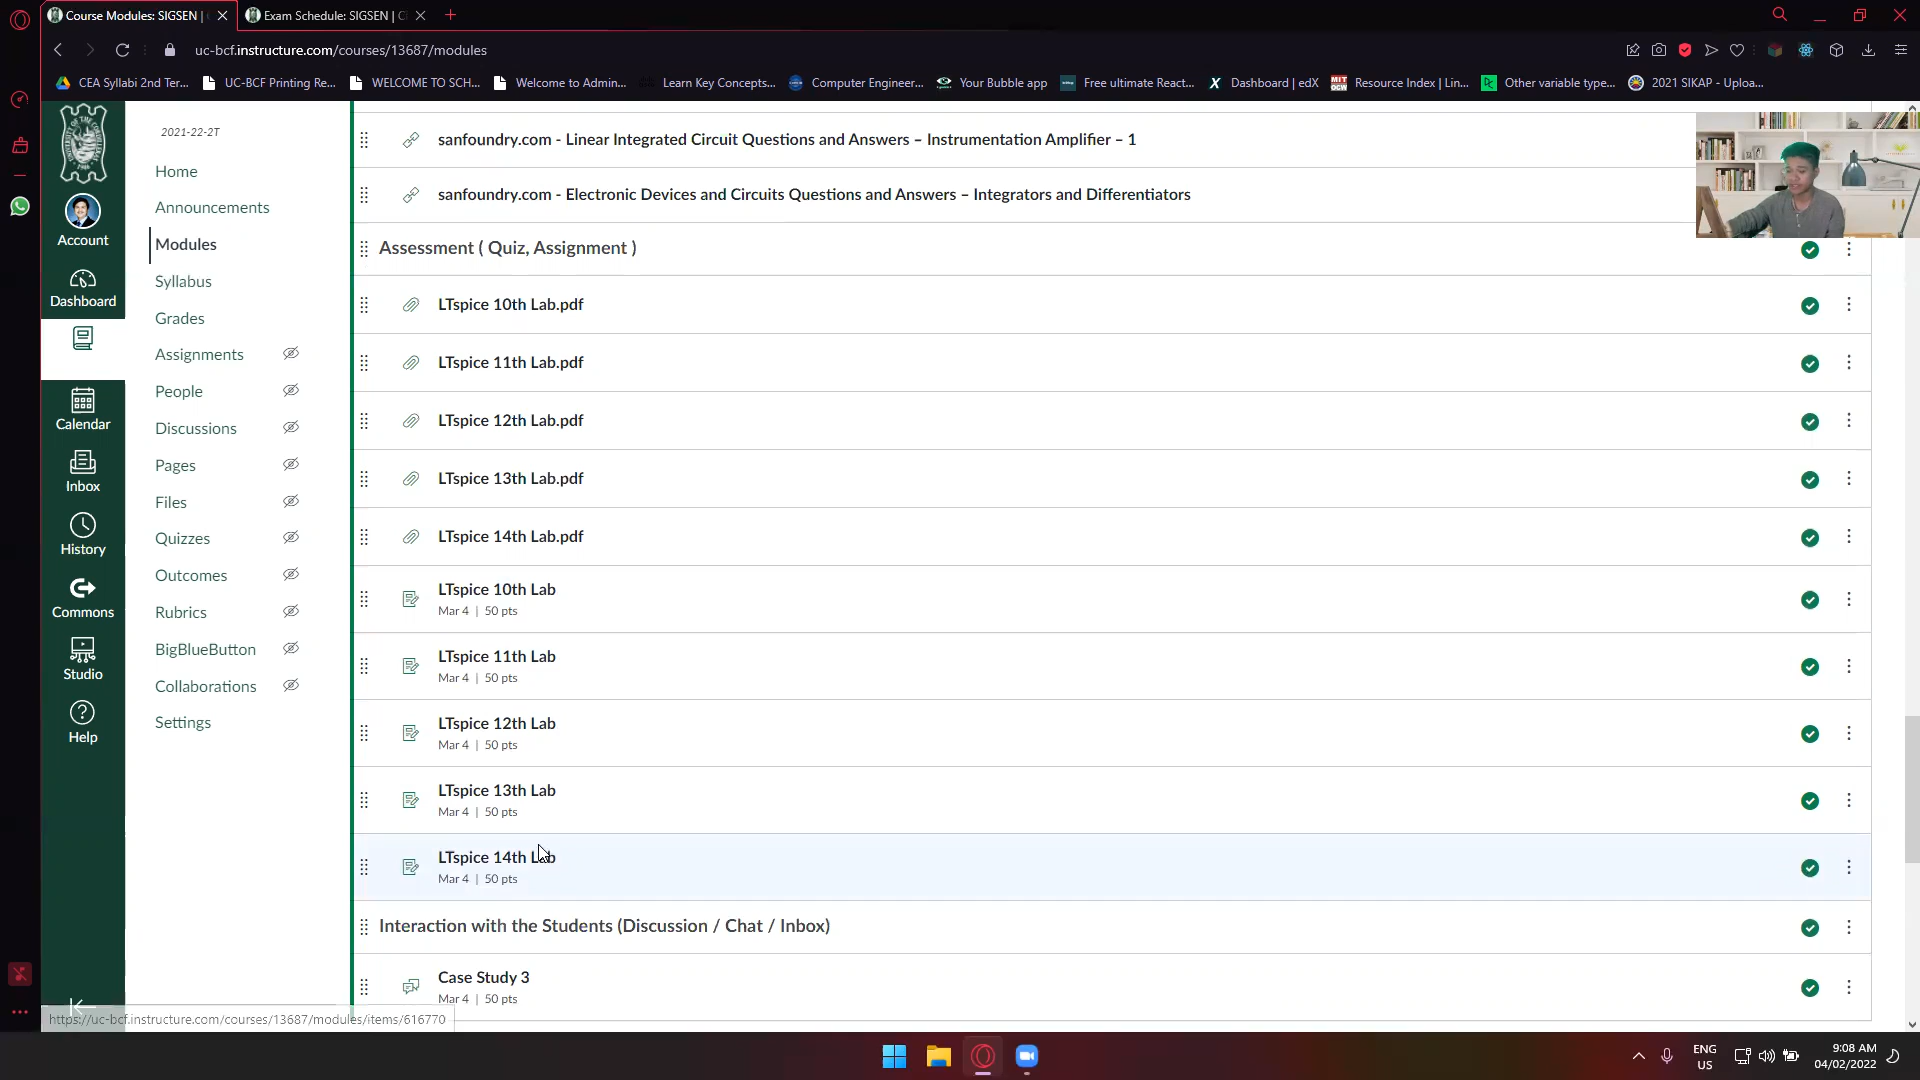 Course Modules: SIGSEN |
Exam Schedule: SIGSEN | C
uc-bcf.instructure.com/courses/13687/modules
CEA Syllabi 2nd Ter...
UC-BCF Printing Re...
WELCOME TO SCH...
Welcome to Admin...
Learn Key Concepts...
Computer Engineer...
Your Bubble app
Free ultimate React...
Dashboard | edX
Resource Index | Lin...
Other variable type...
2021 SIKAP - Uploa...
Account
Dashboard
Calendar
Inbox
History
Commons
Studio
Help
2021-22-2T
Home
Announcements
Modules
Syllabus
Grades
Assignments
People
Discussions
Pages
Files
Quizzes
Outcomes
Rubrics
BigBlueButton
Collaborations
Settings
sanfoundry.com - Linear Integrated Circuit Questions and Answers – Instrumentation Amplifier – 1
sanfoundry.com - Electronic Devices and Circuits Questions and Answers – Integrators and Differentiators
Assessment ( Quiz, Assignment )
LTspice 10th Lab.pdf
LTspice 11th Lab.pdf
LTspice 12th Lab.pdf
LTspice 13th Lab.pdf
LTspice 14th Lab.pdf
LTspice 10th Lab
Mar 4 | 50 pts
LTspice 11th Lab
Mar 4 | 50 pts
LTspice 12th Lab
Mar 4 | 50 pts
LTspice 13th Lab
Mar 4 | 50 pts
LTspice 14th Lab
Mar 4 | 50 pts
Interaction with the Students (Discussion / Chat / Inbox)
Case Study 3
Mar 4 | 50 pts
https://uc-bcf.instructure.com/courses/13687/modules/items/616770
ENG
US
9:08 AM
04/02/2022